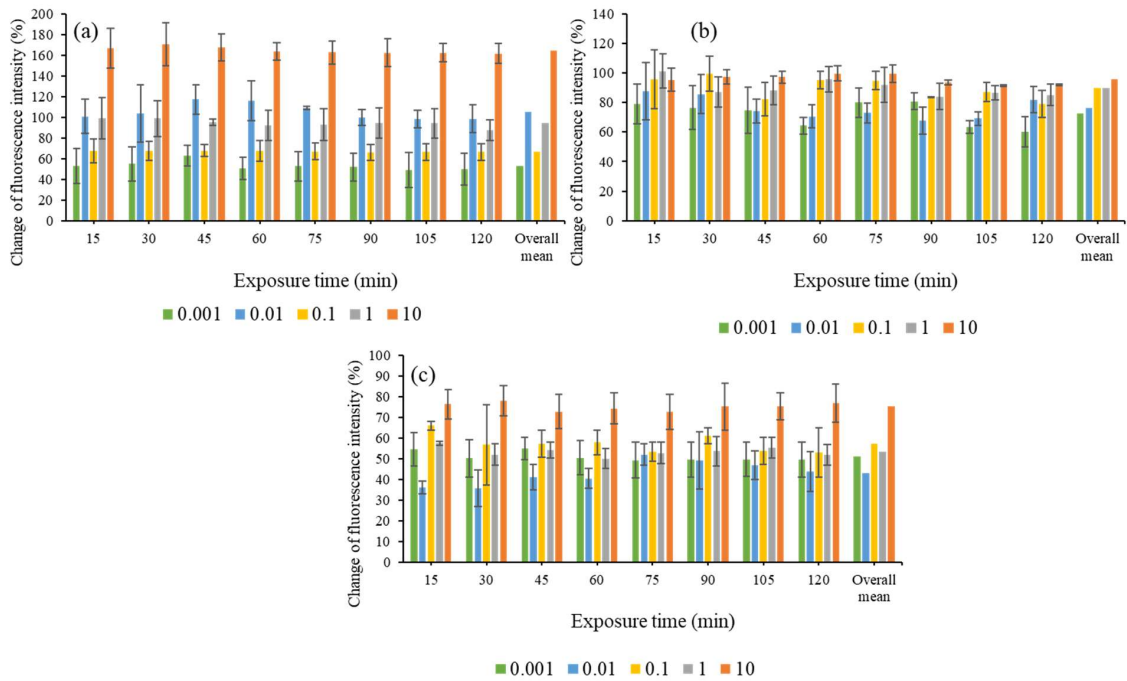 (a)
Change of fluorescence intensity (%)
200
180
160
140
120
100
80
60
40
20
0
15 30 45 60 75 90 105 120 Overall
mean
Exposure time (min)
0.001 0.01 0.1 1 10
(b)
Change of fluorescence intensity (%)
140
120
100
80
60
40
20
0
15 30 45 60 75 90 105 120 Overall
mean
Exposure time (min)
0.001 0.01 0.1 1 10
(c)
Change of fluorescence intensity (%)
100
90
80
70
60
50
40
30
20
10
0
15 30 45 60 75 90 105 120 Overall
mean
Exposure time (min)
0.001 0.01 0.1 1 10